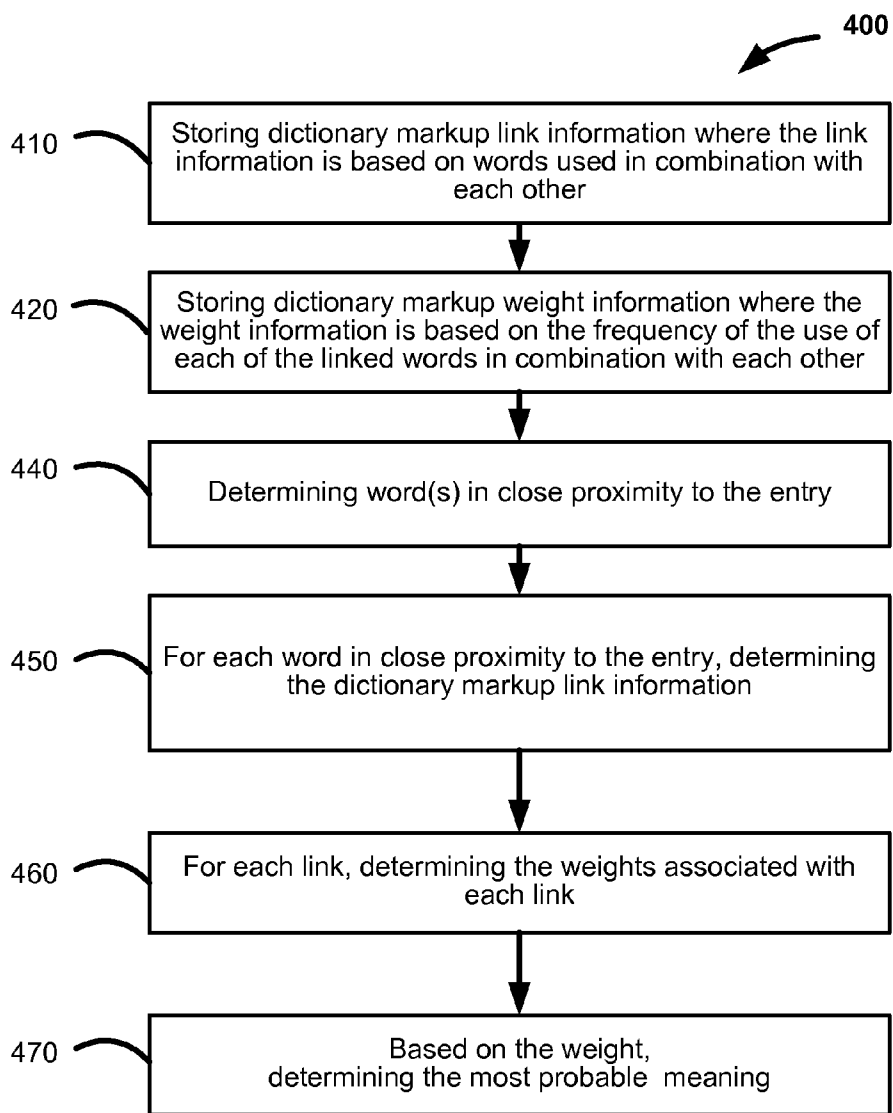 400
410
Storing dictionary markup link information where the link
information is based on words used in combination with
each other
420
Storing dictionary markup weight information where the
weight information is based on the frequency of the use of
each of the linked words in combination with each other
440
Determining word(s) in close proximity to the entry
450
For each word in close proximity to the entry, determining
the dictionary markup link information
460
For each link, determining the weights associated with
each link
470
Based on the weight,
determining the most probable meaning